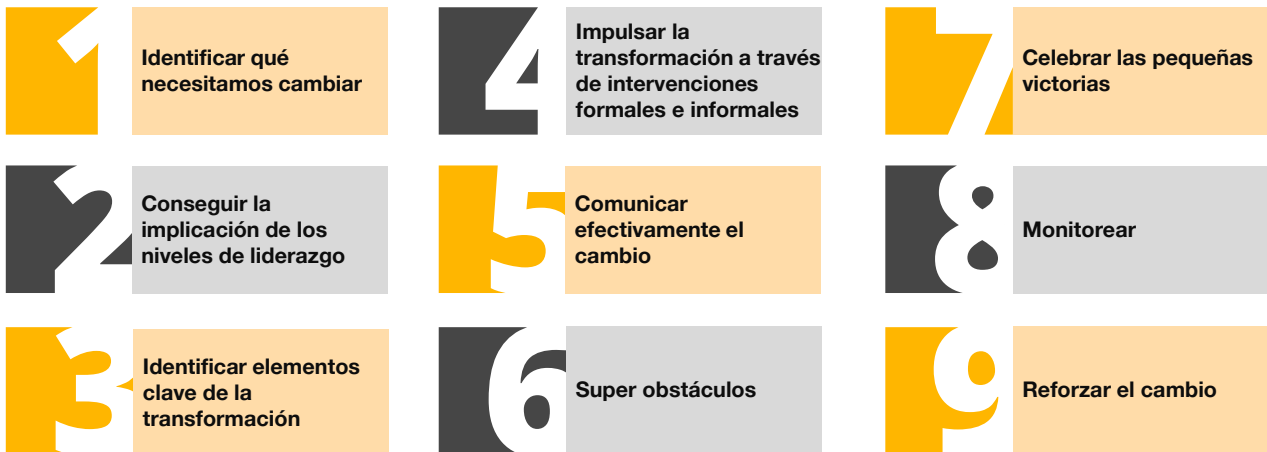 1
Identificar qué
necesitamos cambiar
2
Conseguir la
implicación de los
niveles de liderazgo
3
Identificar elementos
clave de la
transformación
4
Impulsar la
transformación a través
de intervenciones
formales e informales
5
Comunicar
efectivamente el
cambio
6
Super obstáculos
7
Celebrar las pequeñas
victorias
8
Monitorear
9
Reforzar el cambio